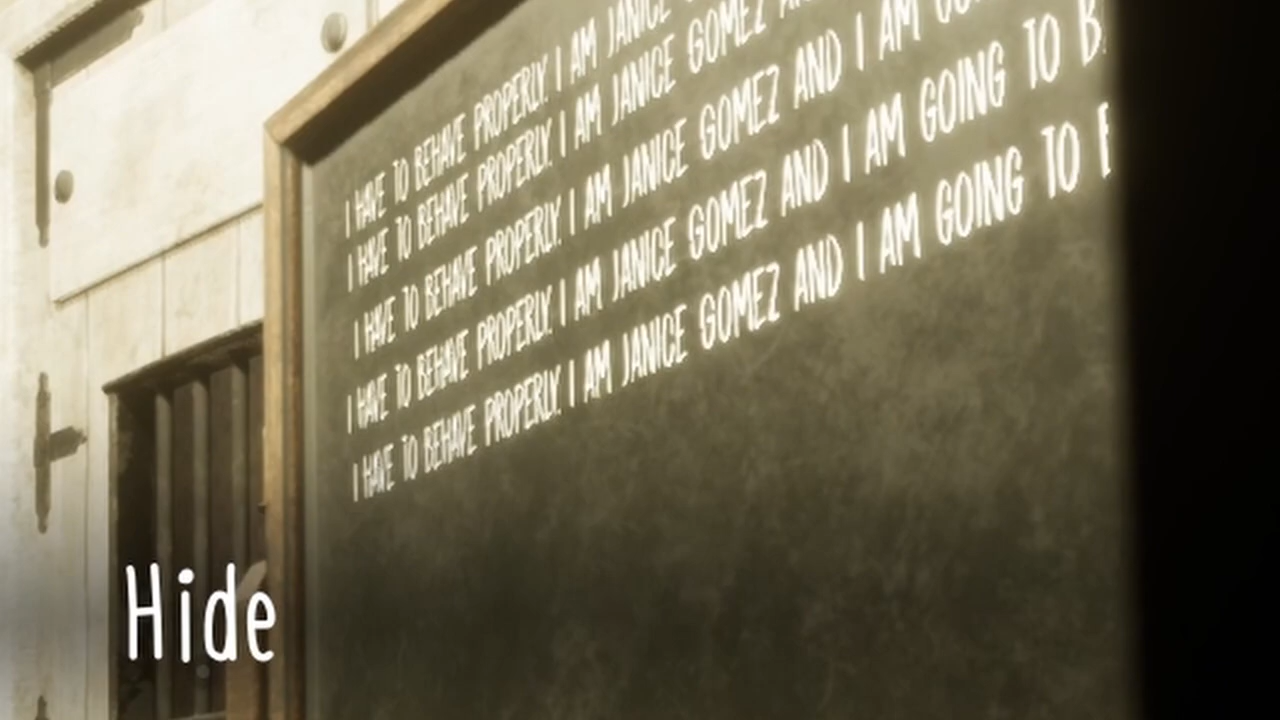 I HAVE TO BEHAVE PROPERLY. I AM JANICE
I HAVE TO BEHAVE PROPERLY. I AM JANICE GOMEZ
I HAVE TO BEHAVE PROPERLY. I AM JANICE GOMEZ AND I AM
I HAVE TO BEHAVE PROPERLY. I AM JANICE GOMEZ AND I AM GOING TO
I HAVE TO BEHAVE PROPERLY. I AM JANICE GOMEZ AND I AM GOING TO
Hide